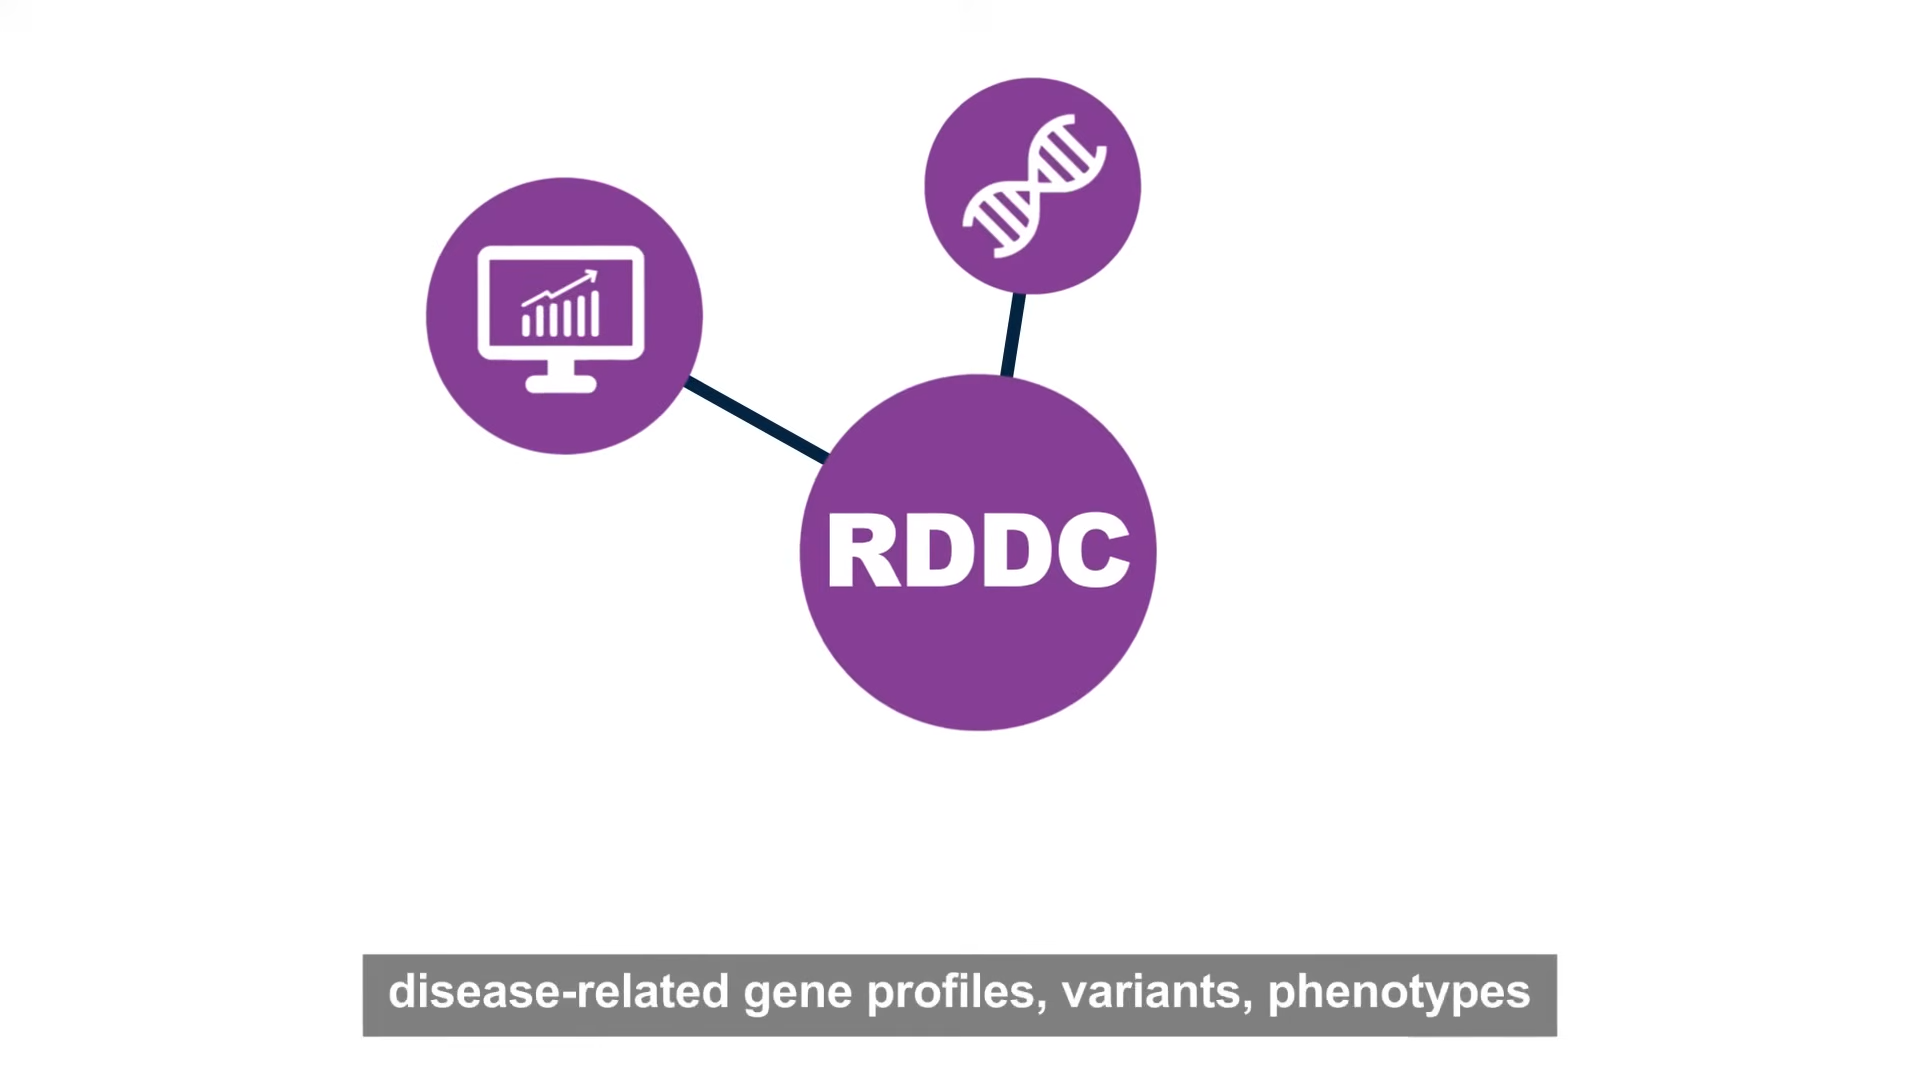 RDDC
disease-related gene profiles, variants, phenotypes